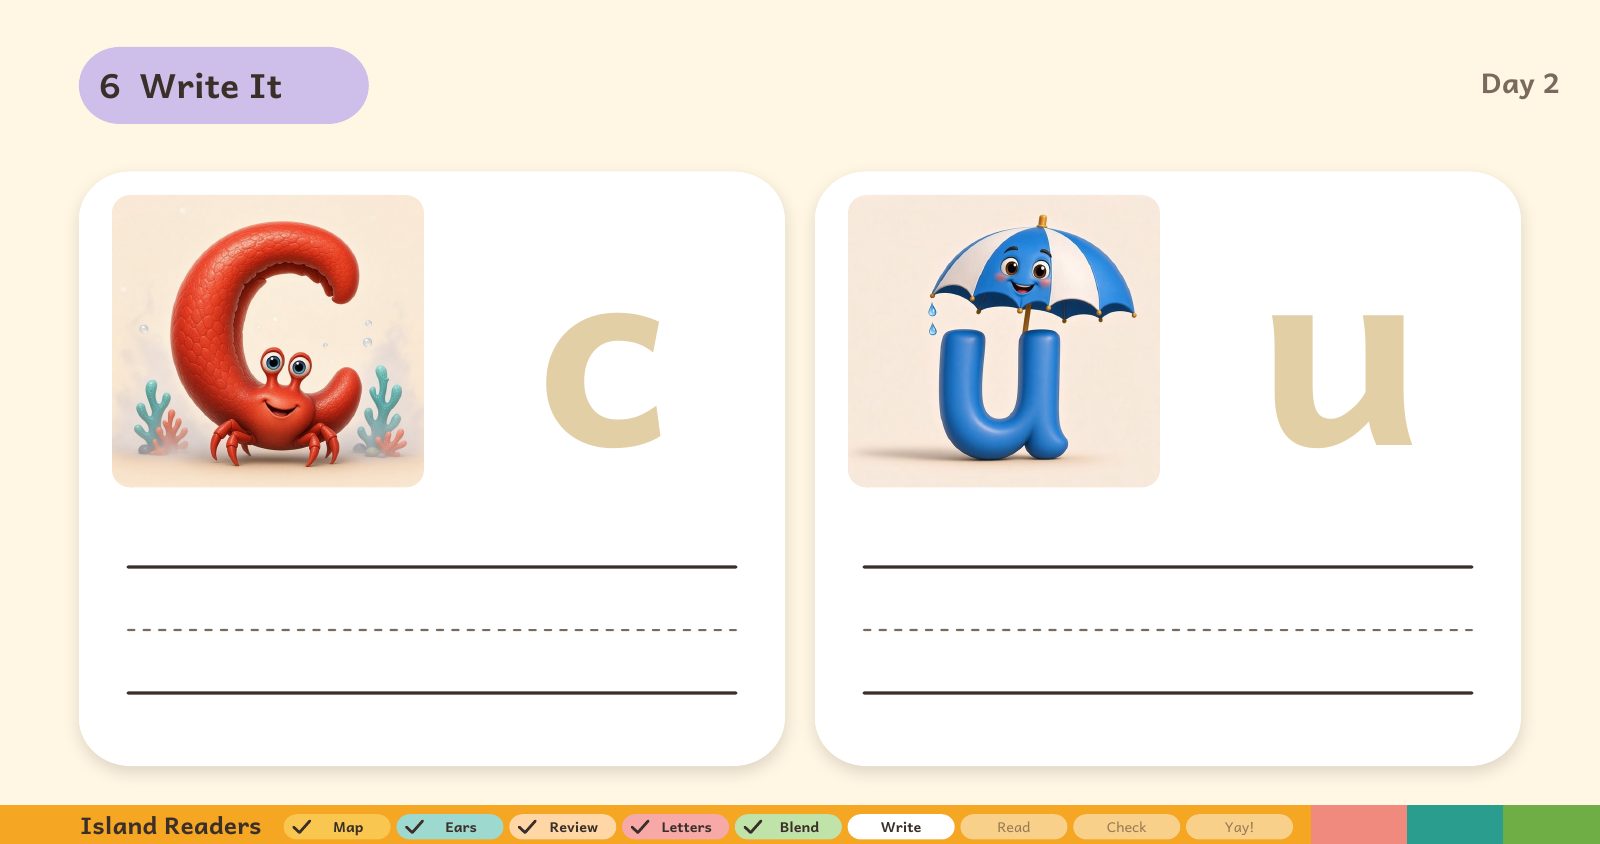 6 Write It
Day 2
c
u
Island Readers
Map
Ears
Review
Letters
Blend
Write
Read
Check
Yay!